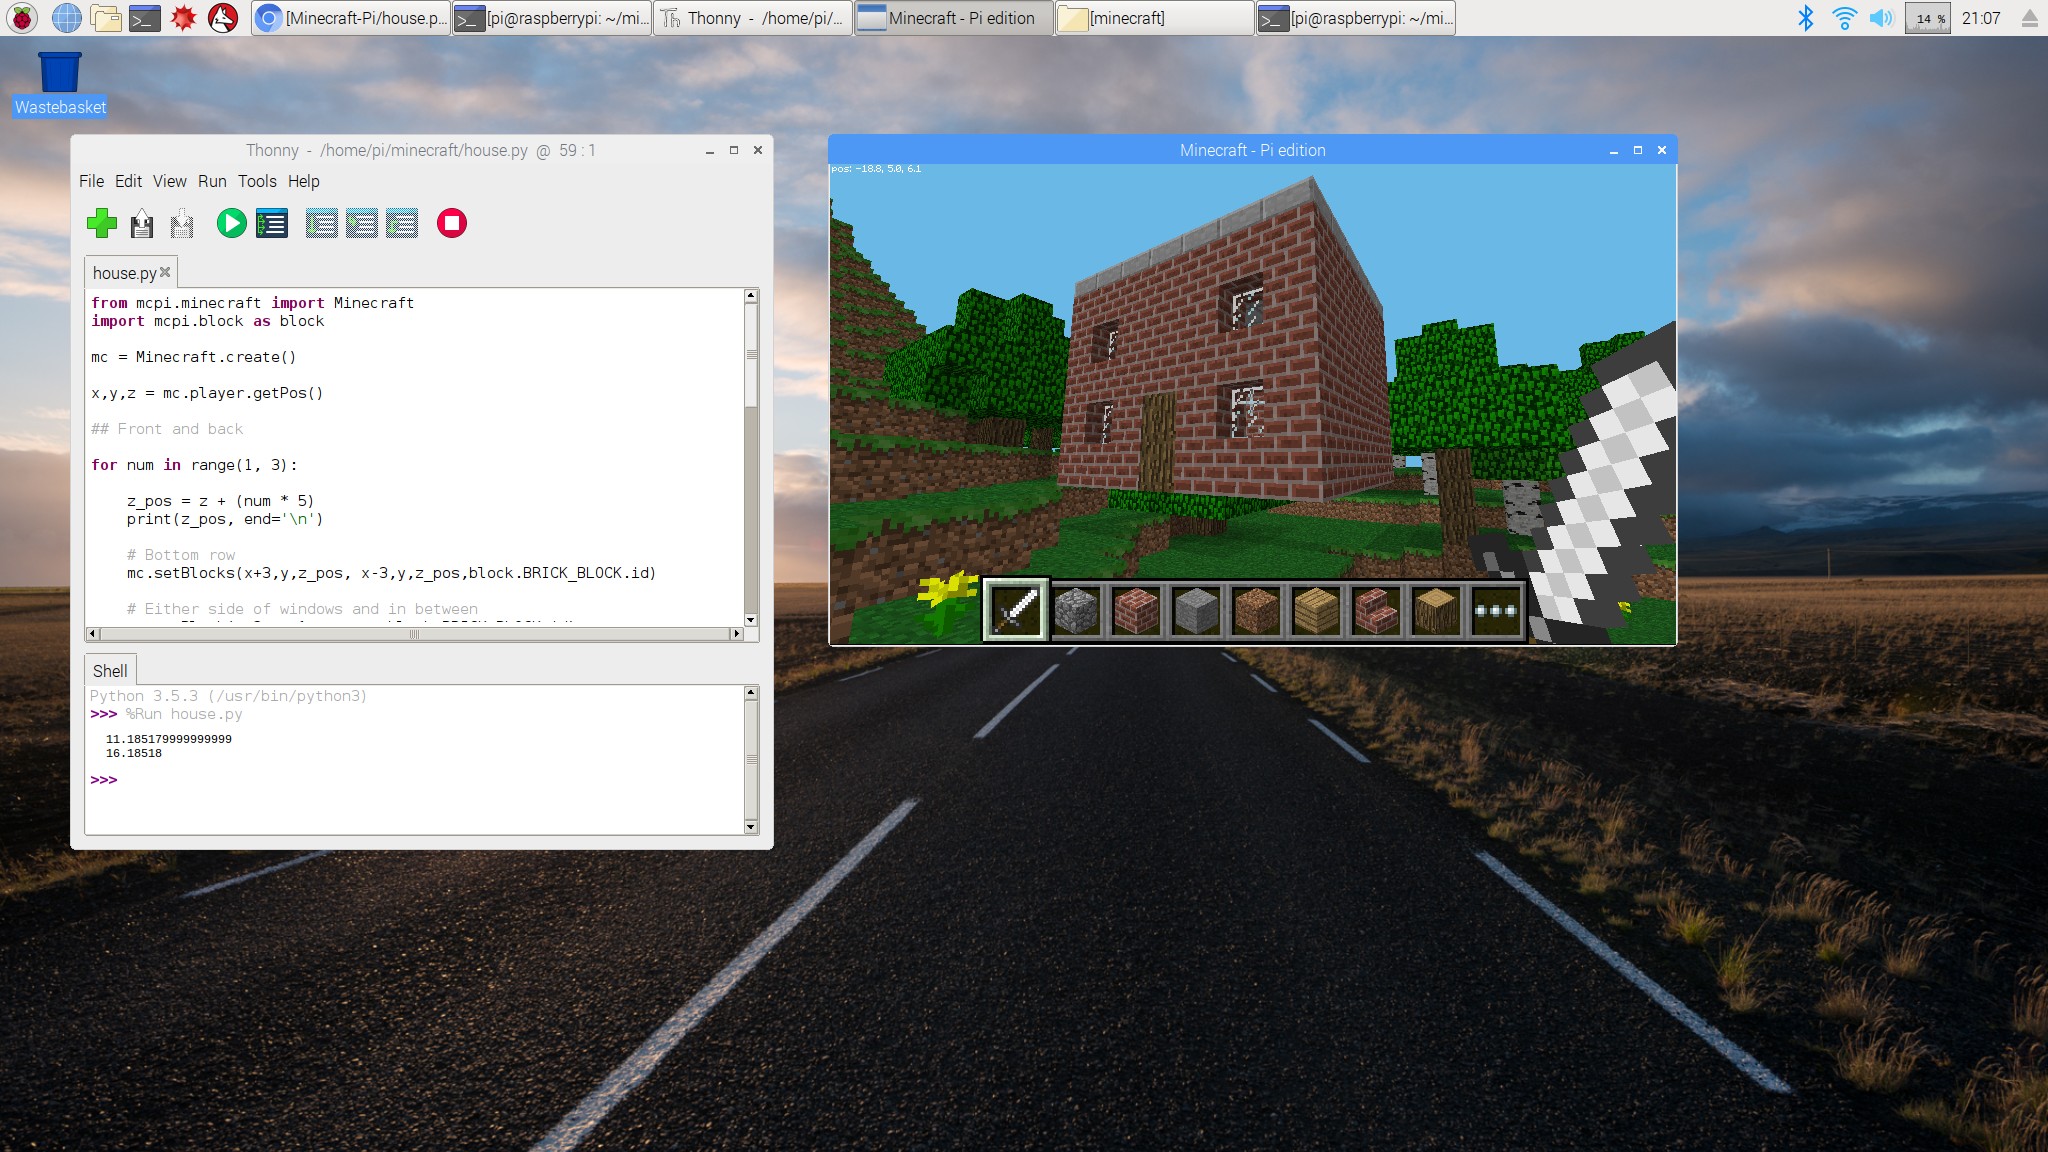 [Minecraft-Pi/house.p... [pi@raspberrypi: ~/mi... Thonny - /home/pi/... Minecraft - Pi edition [minecraft] [pi@raspberrypi: ~/mi... 14 % 21:07
Wastebasket
Thonny - /home/pi/minecraft/house.py @ 59 : 1
File Edit View Run Tools Help
house.py
from mcpi.minecraft import Minecraft
import mcpi.block as block
mc = Minecraft.create()
x,y,z = mc.player.getPos()
## Front and back
for num in range(1, 3):
z_pos = z + (num * 5)
print(z_pos, end='\n')
# Bottom row
mc.setBlocks(x+3,y,z_pos, x-3,y,z_pos,block.BRICK_BLOCK.id)
# Either side of windows and in between
Shell
Python 3.5.3 (/usr/bin/python3)
>>> %Run house.py
11.185179999999999
16.18518
>>>
Minecraft - Pi edition
pos: -18.8, 5.0, 6.1